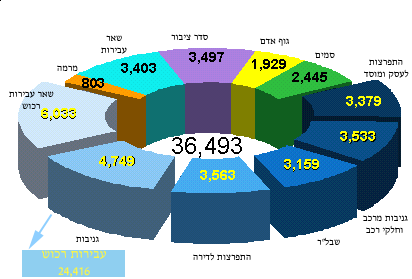 שאר
עבירות
סדר ציבור
גוף אדם
סמים
התפרצות
לעסק ומוסד
מרמה
3,403
3,497
1,929
2,445
803
3,379
שאר עבירות
רכוש
6,033
3,533
36,493
4,749
3,563
3,159
גניבות מרכב
וחלקי רכב
שבל"ר
התפרצות לדירה
גניבות
עבירות רכוש
24,416